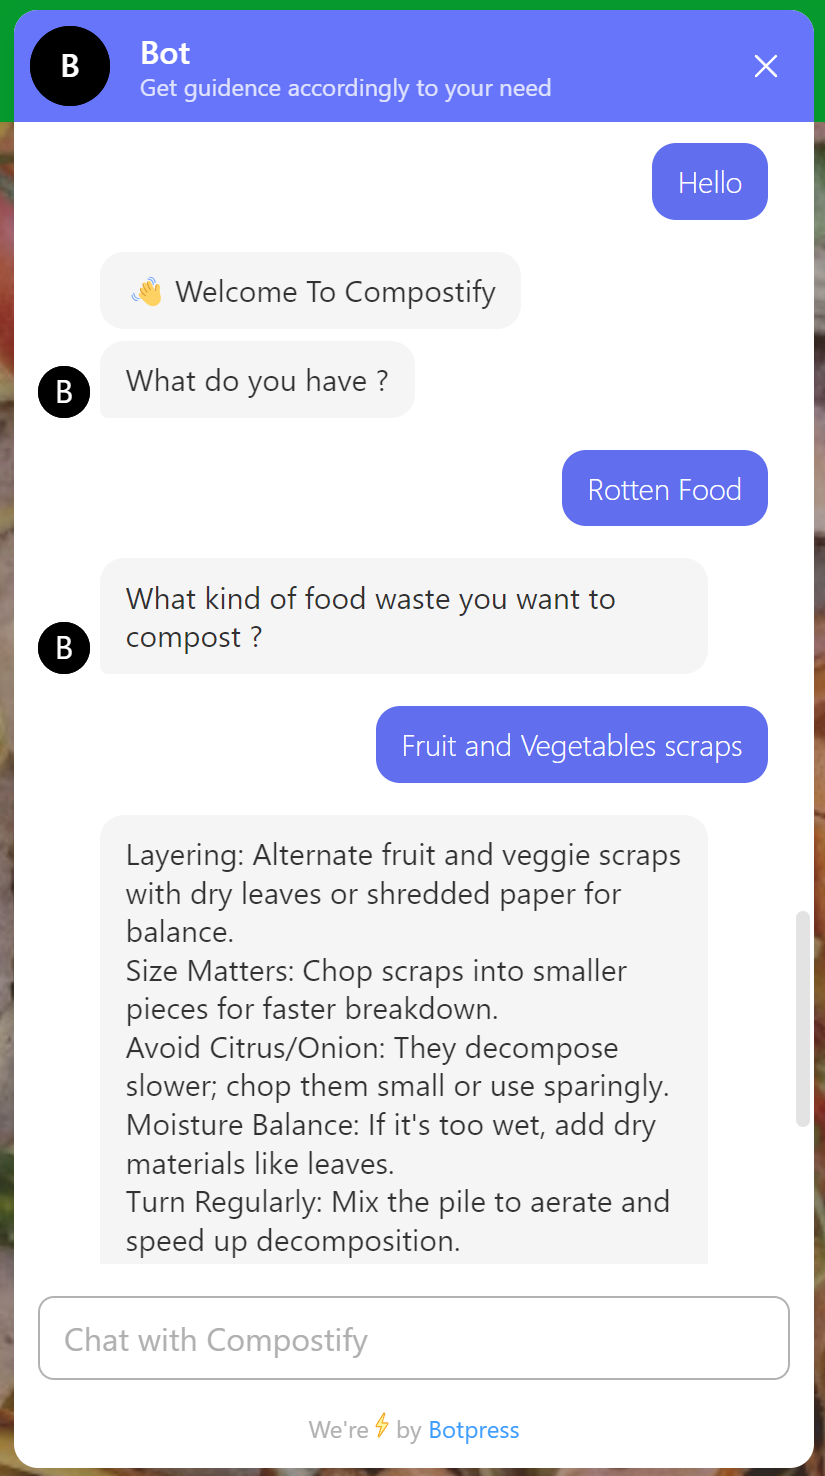 B
Bot
Get guidence accordingly to your need
Hello
👋 Welcome To Compostify
What do you have ?
B
Rotten Food
What kind of food waste you want to
compost ?
B
Fruit and Vegetables scraps
Layering: Alternate fruit and veggie scraps
with dry leaves or shredded paper for
balance.
Size Matters: Chop scraps into smaller
pieces for faster breakdown.
Avoid Citrus/Onion: They decompose
slower; chop them small or use sparingly.
Moisture Balance: If it's too wet, add dry
materials like leaves.
Turn Regularly: Mix the pile to aerate and
speed up decomposition.
Chat with Compostify
We're ⚡ by Botpress